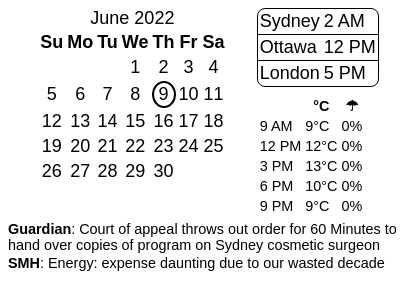 June 2022
Su Mo Tu We Th Fr Sa
1 2 3 4
5 6 7 8 9 10 11
12 13 14 15 16 17 18
19 20 21 22 23 24 25
26 27 28 29 30
Sydney 2 AM
Ottawa 12 PM
London 5 PM
°C ☂
9 AM 9°C 0%
12 PM 12°C 0%
3 PM 13°C 0%
6 PM 10°C 0%
9 PM 9°C 0%
Guardian: Court of appeal throws out order for 60 Minutes to
hand over copies of program on Sydney cosmetic surgeon
SMH: Energy: expense daunting due to our wasted decade